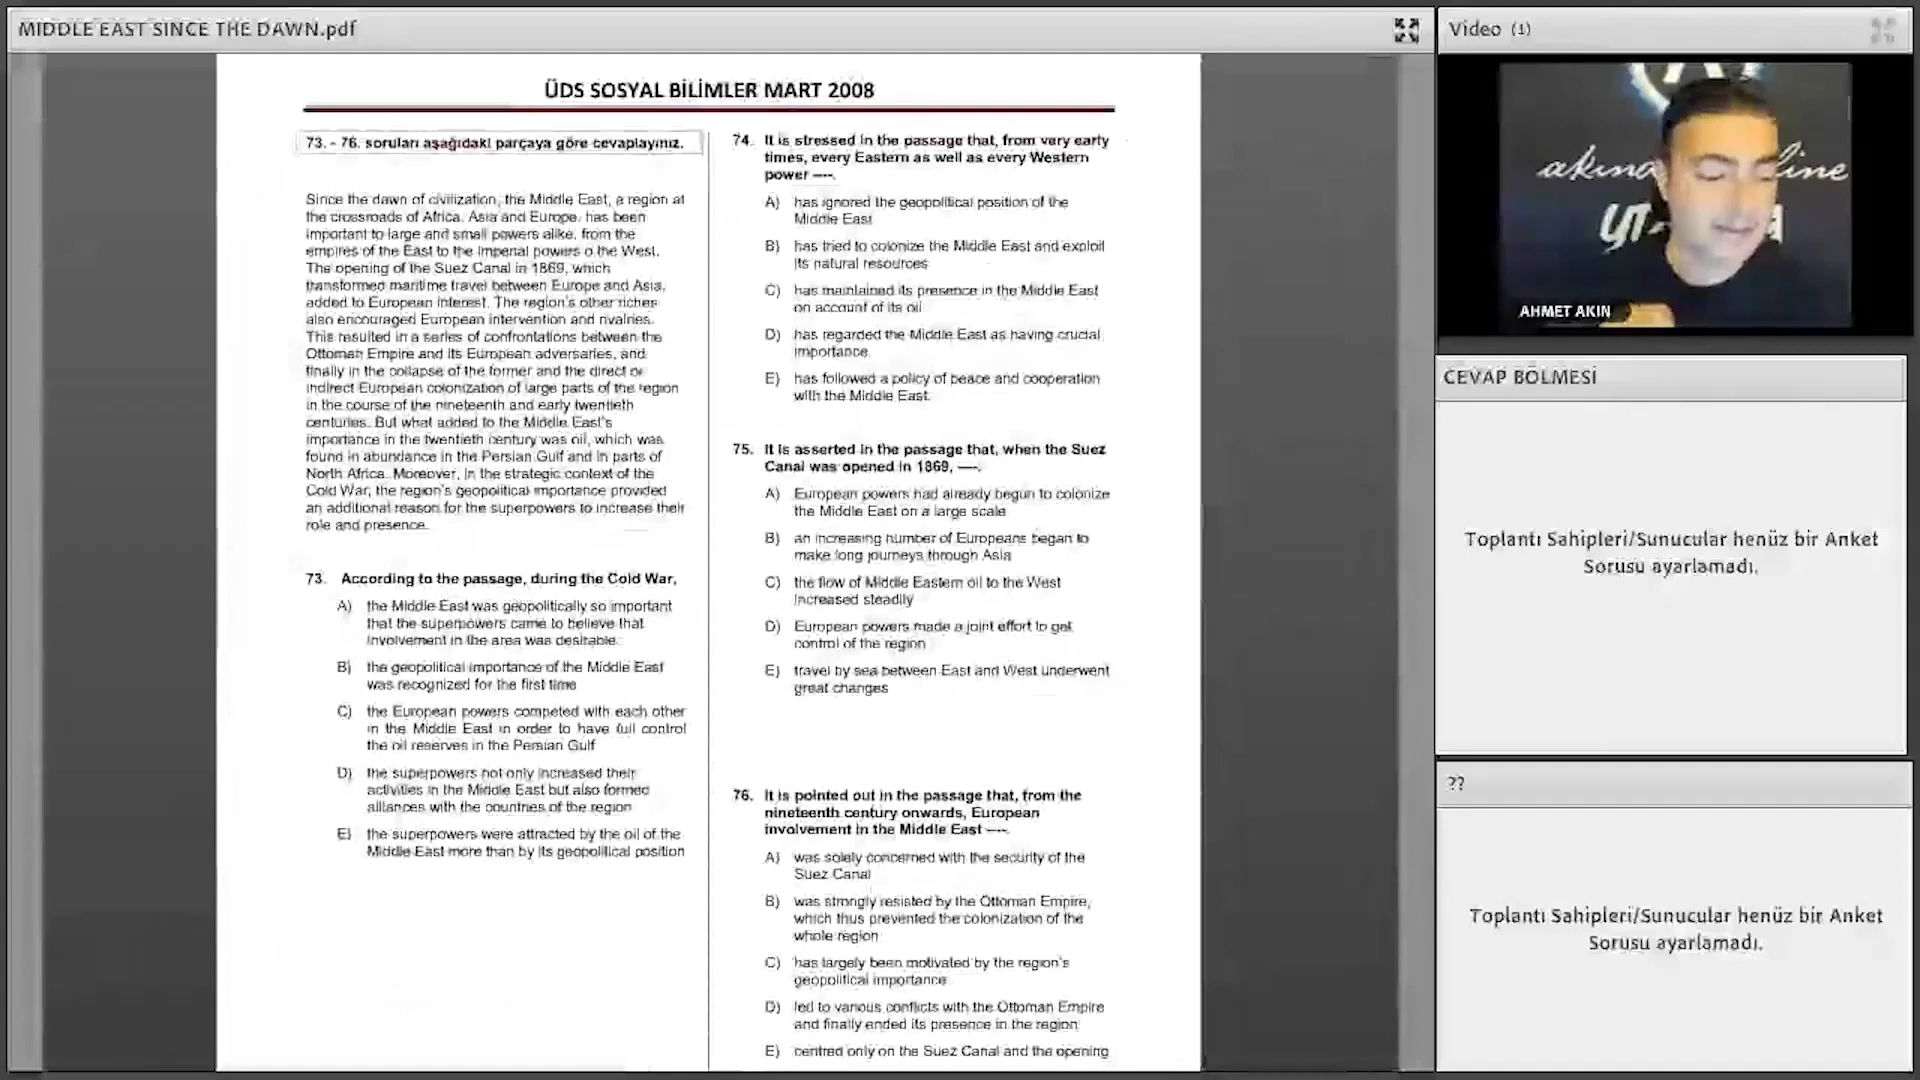 MIDDLE EAST SINCE THE DAWN.pdf
ÜDS SOSYAL BİLİMLER MART 2008
73. - 76. soruları aşağıdaki parçaya göre cevaplayınız.
Since the dawn of civilization, the Middle East, a region at
the crossroads of Africa, Asia and Europe, has been
important to large and small powers alike, from the
empires of the East to the imperial powers o the West.
The opening of the Suez Canal in 1869, which
transformed maritime travel between Europe and Asia,
added to European interest. The region's other riches
also encouraged European intervention and rivalries.
This resulted in a series of confrontations between the
Ottoman Empire and its European adversaries, and
finally in the collapse of the former and the direct or
indirect European colonization of large parts of the region
in the course of the nineteenth and early twentieth
centuries. But what added to the Middle East's
importance in the twentieth century was oil, which was
found in abundance in the Persian Gulf and in parts of
North Africa. Moreover, in the strategic context of the
Cold War, the region's geopolitical importance provided
an additional reason for the superpowers to increase their
role and presence.
73. According to the passage, during the Cold War,
A) the Middle East was geopolitically so important
that the superpowers came to believe that
involvement in the area was desirable.
B) the geopolitical importance of the Middle East
was recognized for the first time
C) the European powers competed with each other
in the Middle East in order to have full control
the oil reserves in the Persian Gulf
D) the superpowers not only increased their
activities in the Middle East but also formed
alliances with the countries of the region
E) the superpowers were attracted by the oil of the
Middle East more than by its geopolitical position
74. It is stressed in the passage that, from very early
times, every Eastern as well as every Western
power ----.
A) has ignored the geopolitical position of the
Middle East
B) has tried to colonize the Middle East and exploit
its natural resources
C) has maintained its presence in the Middle East
on account of its oil
D) has regarded the Middle East as having crucial
importance
E) has followed a policy of peace and cooperation
with the Middle East.
75. It is asserted in the passage that, when the Suez
Canal was opened in 1869, ----.
A) European powers had already begun to colonize
the Middle East on a large scale
B) an increasing number of Europeans began to
make long journeys through Asia
C) the flow of Middle Eastern oil to the West
increased steadily
D) European powers made a joint effort to get
control of the region
E) travel by sea between East and West underwent
great changes
76. It is pointed out in the passage that, from the
nineteenth century onwards, European
involvement in the Middle East ----.
A) was solely concerned with the security of the
Suez Canal
B) was strongly resisted by the Ottoman Empire,
which thus prevented the colonization of the
whole region
C) has largely been motivated by the region's
geopolitical importance
D) led to various conflicts with the Ottoman Empire
and finally ended its presence in the region
E) centred only on the Suez Canal and the opening
Video (1)
AHMET AKIN
CEVAP BÖLMESİ
Toplantı Sahipleri/Sunucular henüz bir Anket
Sorusu ayarlamadı.
??
Toplantı Sahipleri/Sunucular henüz bir Anket
Sorusu ayarlamadı.